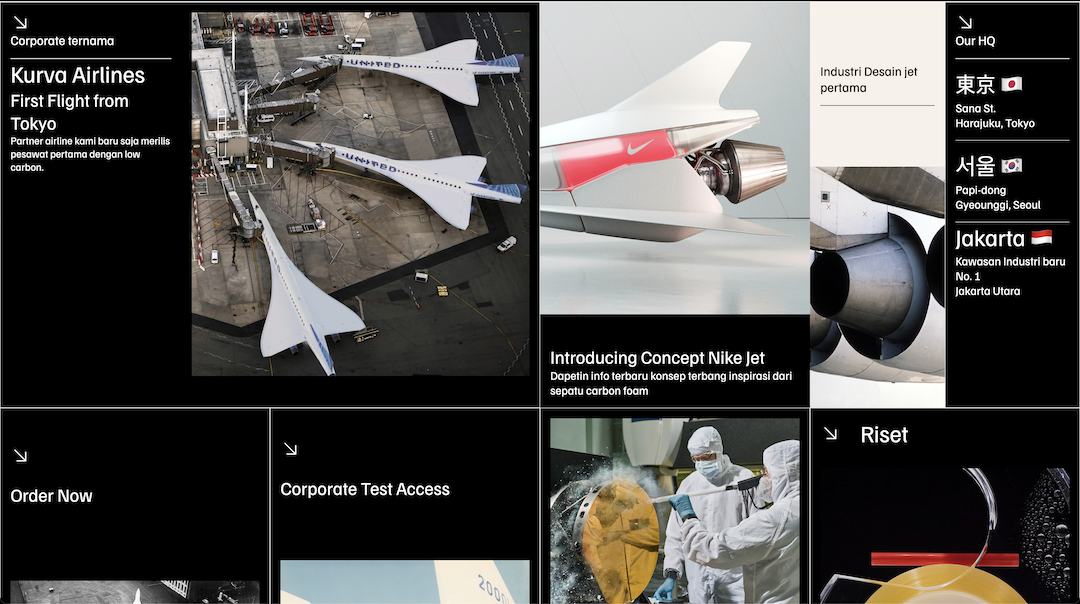 Corporate ternama
Kurva Airlines
First Flight from
Tokyo
Partner airline kami baru saja merilis
pesawat pertama dengan low
carbon.
UNITED
UNITED
Introducing Concept Nike Jet
Dapetin info terbaru konsep terbang inspirasi dari
sepatu carbon foam
Industri Desain jet
pertama
Our HQ
東京 🇯🇵
Sana St.
Harajuku, Tokyo
서울 🇰🇷
Papi-dong
Gyeounggi, Seoul
Jakarta 🇮🇩
Kawasan Industri baru
No. 1
Jakarta Utara
Order Now
Corporate Test Access
2000
Riset